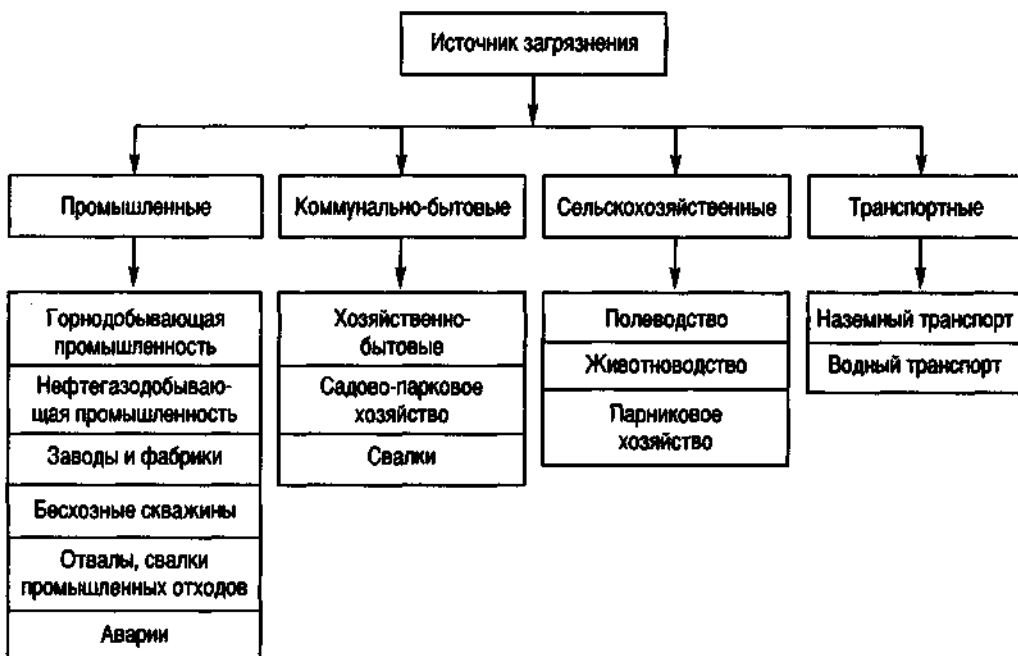 Источник загрязнения
Промышленные
Коммунально-бытовые
Сельскохозяйственные
Транспортные
Горнодобывающая
промышленность
Нефтегазодобываю-
щая промышленность
Заводы и фабрики
Бесхозные скважины
Отвалы, свалки
промышленных отходов
Аварии
Хозяйственно-
бытовые
Садово-парковое
хозяйство
Свалки
Полеводство
Животноводство
Парниковое
хозяйство
Наземный транспорт
Водный транспорт